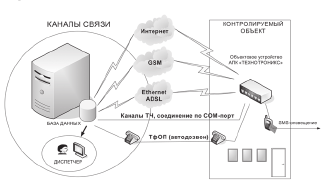 КАНАЛЫ СВЯЗИ
КОНТРОЛИРУЕМЫЙ
ОБЪЕКТ
Интернет
GSM
Ethernet
ADSL
Объектовое устройство
АПК «ТЕХНОТРОНИКС»
БАЗА ДАННЫХ
Каналы ТЧ, соединение по COM-порт
SMS-оповещение
ТфОП (автодозвон)
ДИСПЕТЧЕР